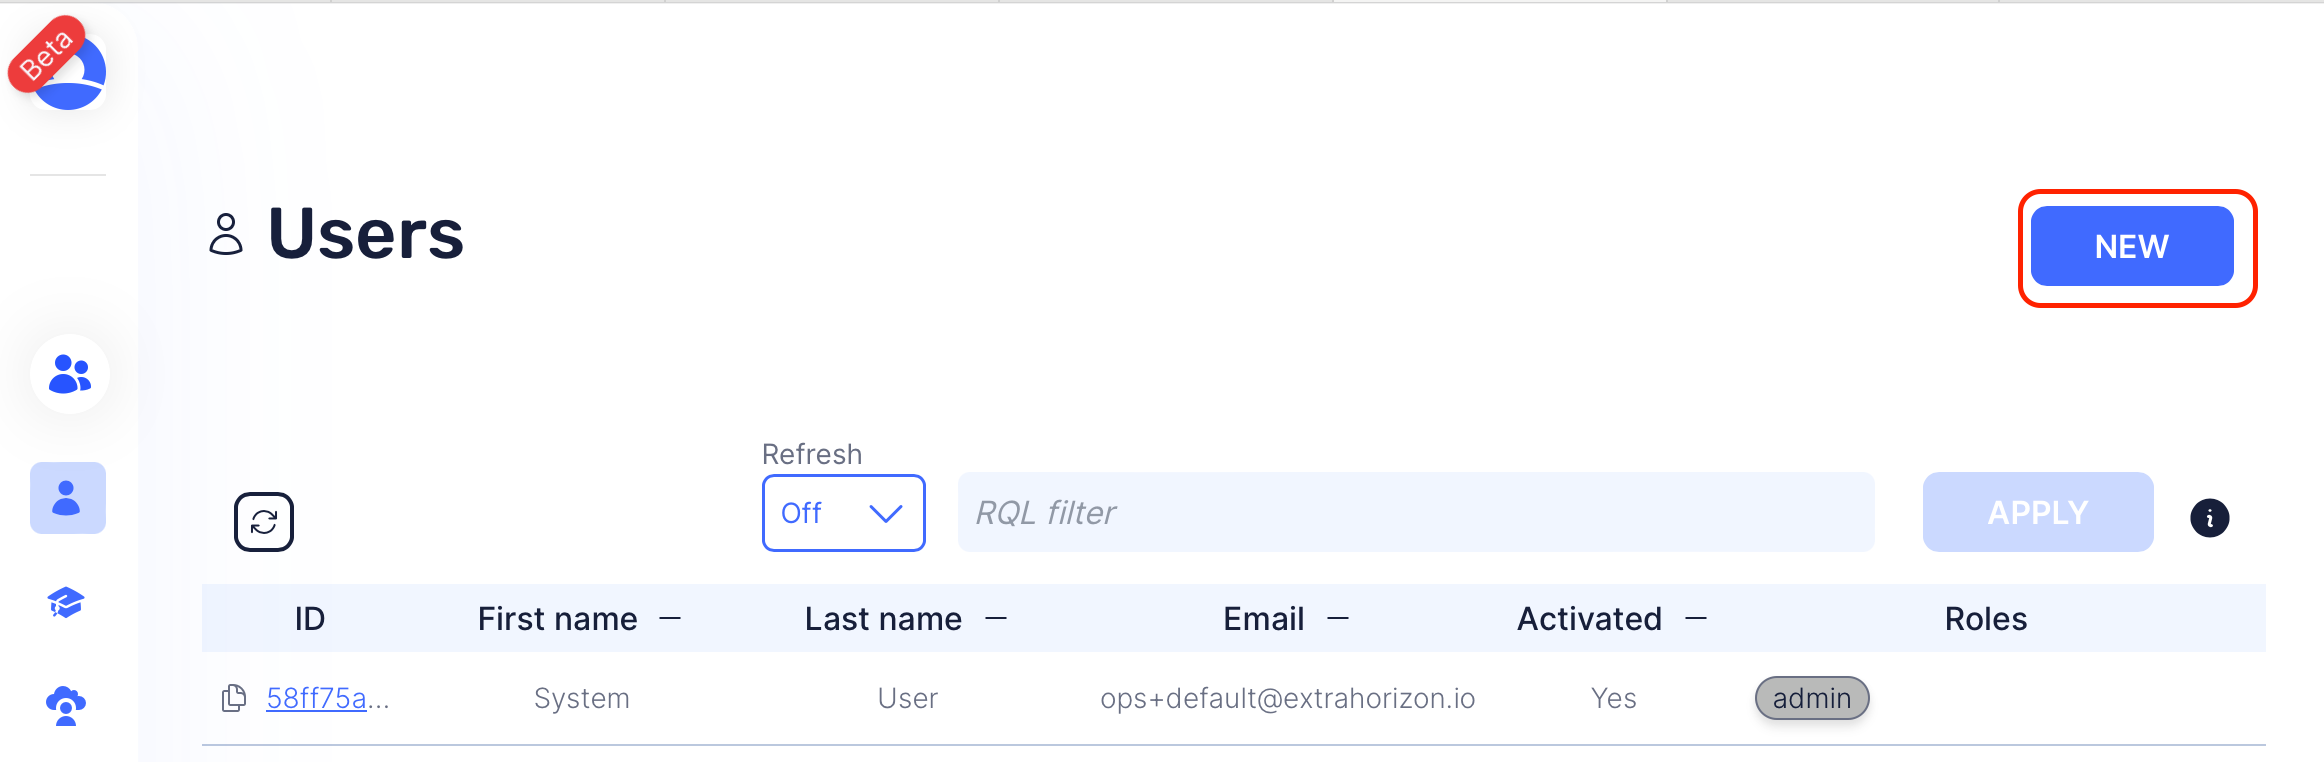 Beta
Users
NEW
Refresh
Off
RQL filter
APPLY
ID First name Last name Email Activated Roles
58ff75a... System User ops+default@extrahorizon.io Yes admin